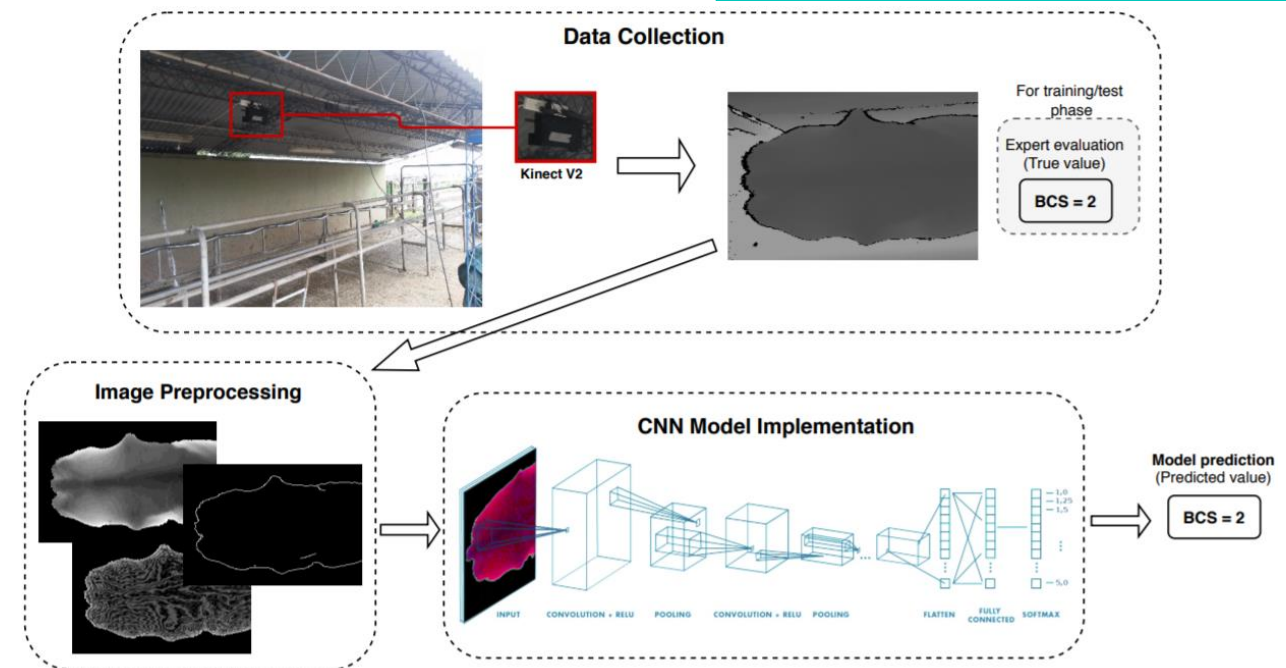 Data Collection
Kinect V2
For training/test
phase
Expert evaluation
(True value)
BCS = 2
Image Preprocessing
CNN Model Implementation
1,0
1,25
1,5
5,0
INPUT
CONVOLUTION + RELU
POOLING
CONVOLUTION + RELU
POOLING
FLATTEN
FULLY
CONNECTED
SOFTMAX
Model prediction
(Predicted value)
BCS = 2